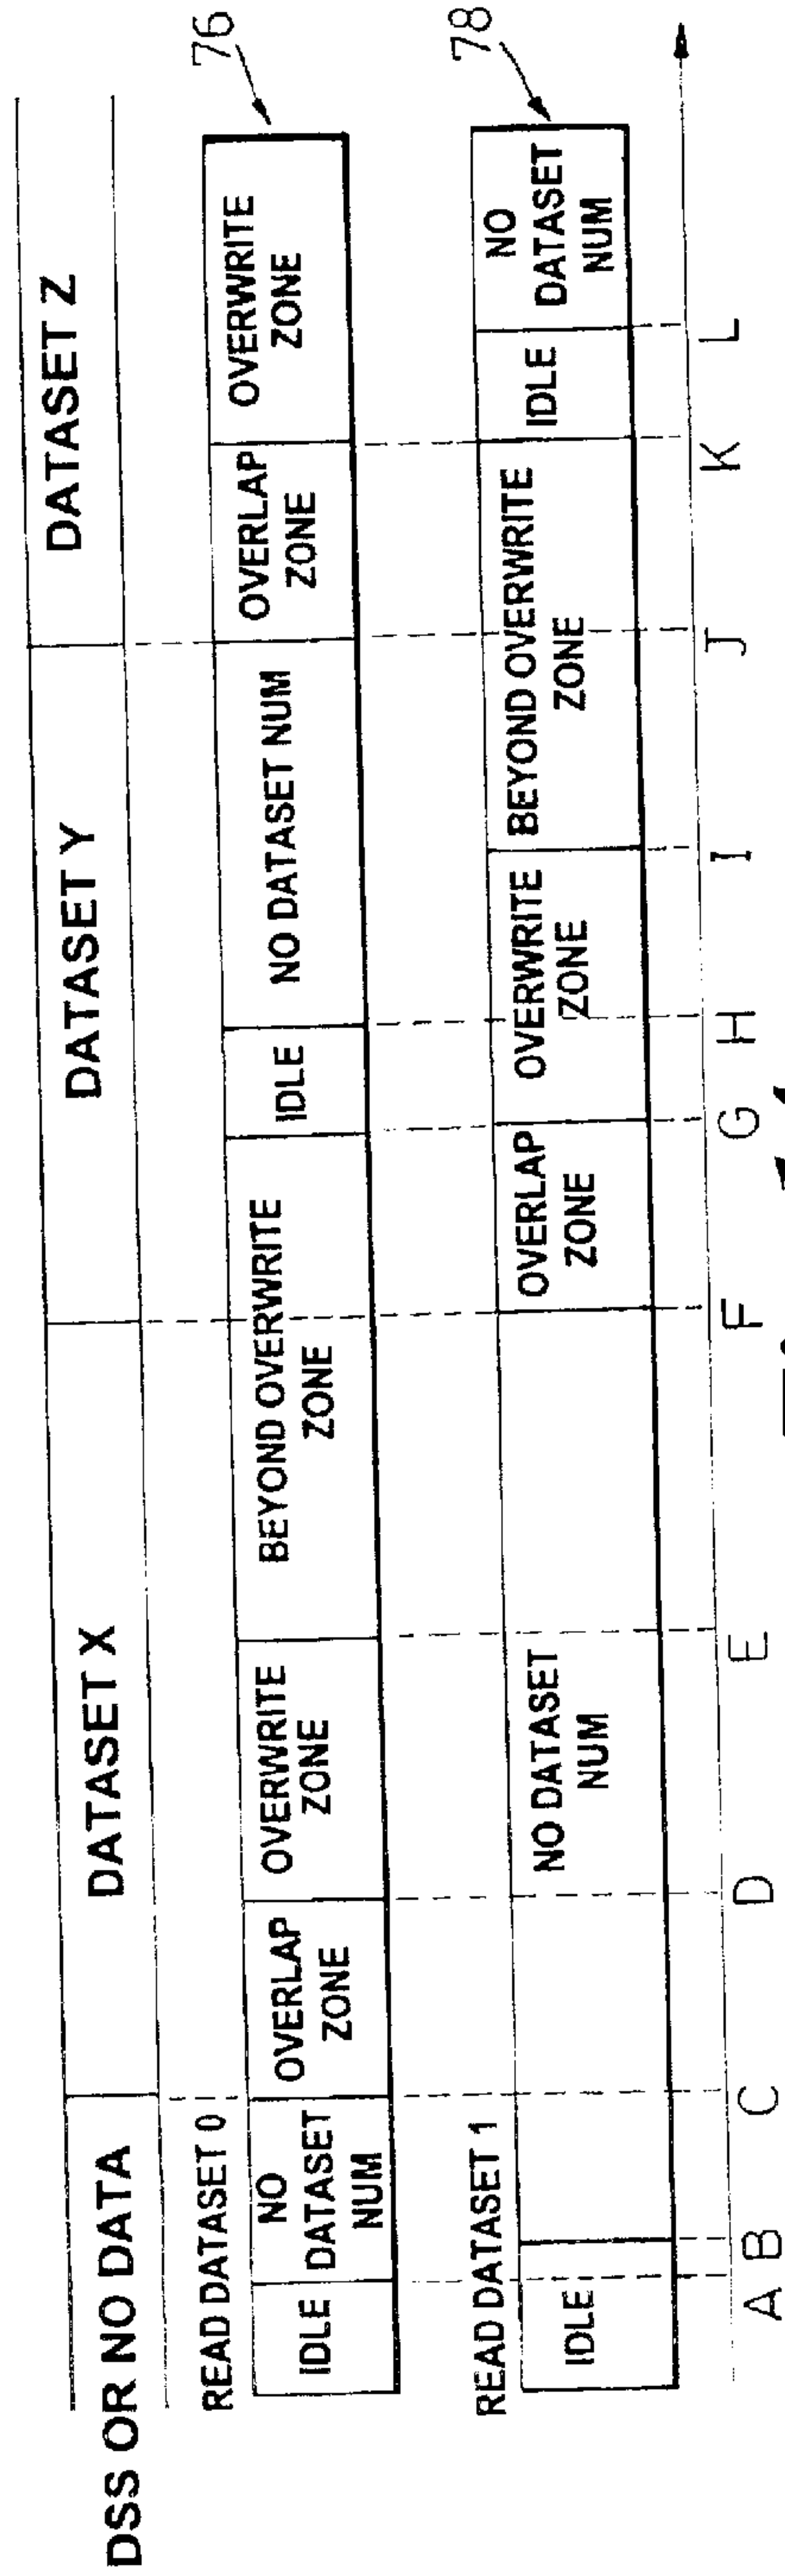 DSS OR NO DATA
DATASET X
DATASET Y
DATASET Z
READ DATASET 0
76
IDLE
NO
DATASET
NUM
OVERLAP
ZONE
OVERWRITE
ZONE
BEYOND OVERWRITE
ZONE
IDLE
NO DATASET NUM
OVERLAP
ZONE
OVERWRITE
ZONE
READ DATASET 1
78
IDLE
NO DATASET
NUM
OVERLAP
ZONE
OVERWRITE
ZONE
BEYOND OVERWRITE
ZONE
IDLE
NO
DATASET
NUM
A B C D E F G H I J K L